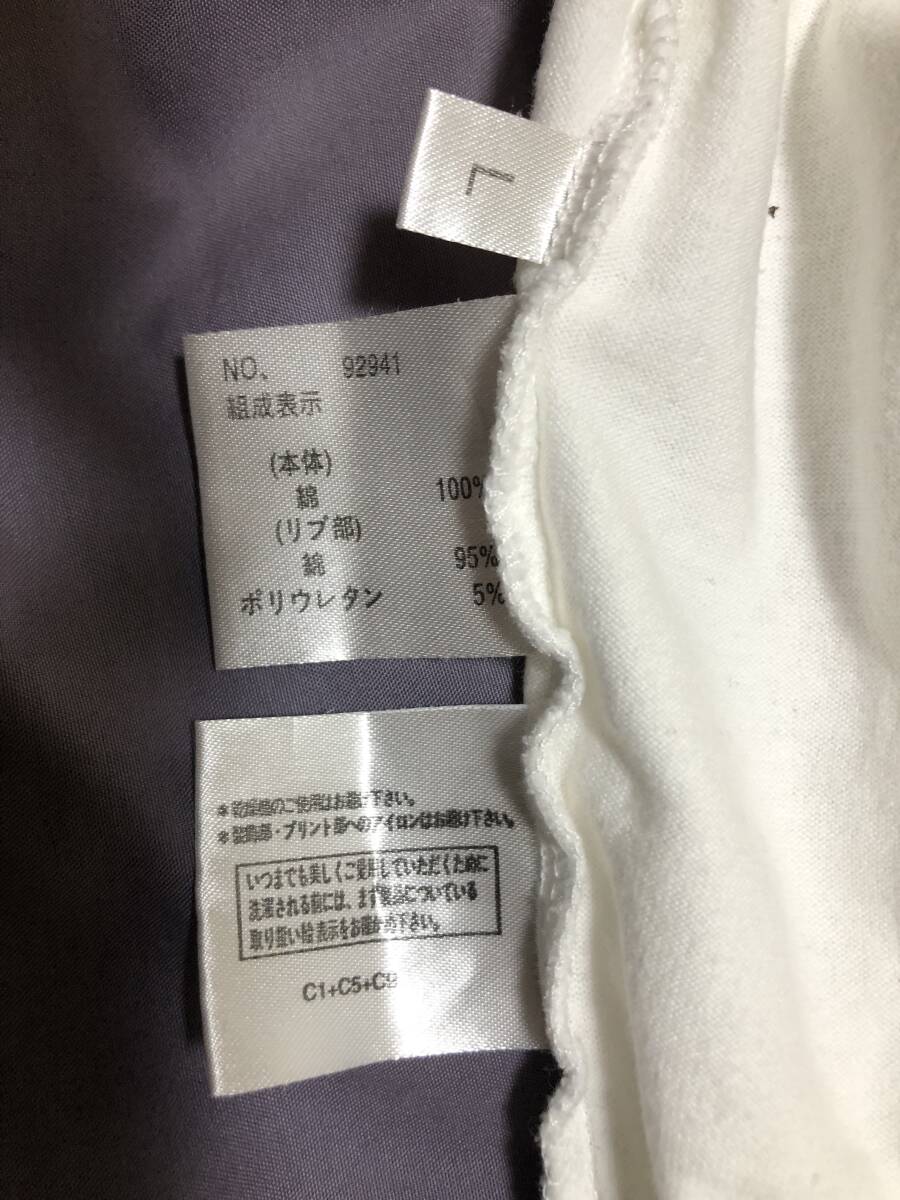 L
NO. 92941
組成表示
(本体)
綿 100%
(リブ部)
綿 95%
ポリウレタン 5%
*乾燥機のご使用はお避け下さい。
*装飾部・プリント部へのアイロンはお避け下さい。
いつまでも美しくご愛用していただくために
洗濯される前には、まず製品についている
取り扱い絵表示をお確かめ下さい。
C1+C5+C9